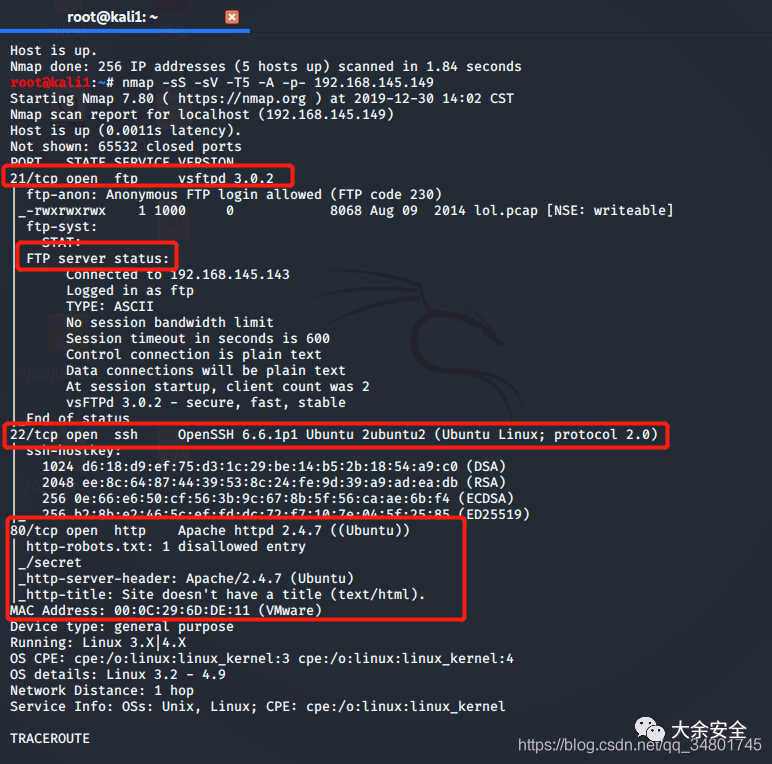 root@kali1: ~
Host is up.
Nmap done: 256 IP addresses (5 hosts up) scanned in 1.84 seconds
root@kali1:~# nmap -sS -sV -T5 -A -p- 192.168.145.149
Starting Nmap 7.80 ( https://nmap.org ) at 2019-12-30 14:02 CST
Nmap scan report for localhost (192.168.145.149)
Host is up (0.0011s latency).
Not shown: 65532 closed ports
PORT   STATE SERVICE VERSION
21/tcp open  ftp     vsftpd 3.0.2
| ftp-anon: Anonymous FTP login allowed (FTP code 230)
|_-rwxrwxrwx    1 1000     0            8068 Aug 09  2014 lol.pcap [NSE: writeable]
| ftp-syst:
|   STAT:
| FTP server status:
|      Connected to 192.168.145.143
|      Logged in as ftp
|      TYPE: ASCII
|      No session bandwidth limit
|      Session timeout in seconds is 600
|      Control connection is plain text
|      Data connections will be plain text
|      At session startup, client count was 2
|      vsFTPd 3.0.2 - secure, fast, stable
|_End of status
22/tcp open  ssh     OpenSSH 6.6.1p1 Ubuntu 2ubuntu2 (Ubuntu Linux; protocol 2.0)
| ssh-hostkey:
|   1024 d6:18:d9:ef:75:d3:1c:29:be:14:b5:2b:18:54:a9:c0 (DSA)
|   2048 ee:8c:64:87:44:39:53:8c:24:fe:9d:39:a9:ad:ea:db (RSA)
|   256 0e:66:e6:50:cf:56:3b:9c:67:8b:5f:56:ca:ae:6b:f4 (ECDSA)
|_  256 b2:8b:e2:46:5c:ef:fd:dc:72:f7:10:7e:04:5f:25:85 (ED25519)
80/tcp open  http    Apache httpd 2.4.7 ((Ubuntu))
| http-robots.txt: 1 disallowed entry
|_/secret
|_http-server-header: Apache/2.4.7 (Ubuntu)
|_http-title: Site doesn't have a title (text/html).
MAC Address: 00:0C:29:6D:DE:11 (VMware)
Device type: general purpose
Running: Linux 3.X|4.X
OS CPE: cpe:/o:linux:linux_kernel:3 cpe:/o:linux:linux_kernel:4
OS details: Linux 3.2 - 4.9
Network Distance: 1 hop
Service Info: OSs: Unix, Linux; CPE: cpe:/o:linux:linux_kernel
TRACEROUTE
大余安全
https://blog.csdn.net/qq_34801745